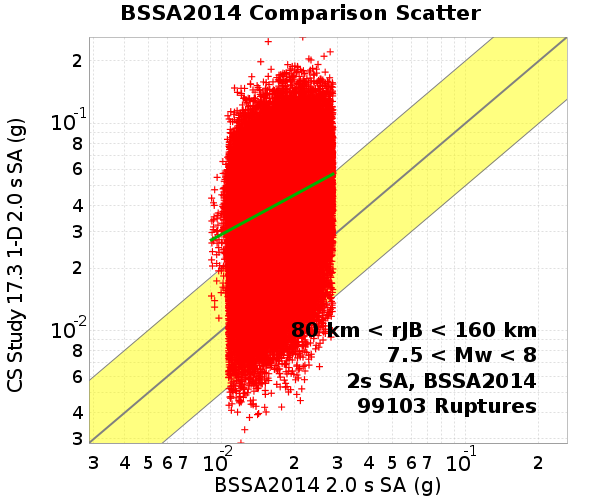 BSSA2014 Comparison Scatter
CS Study 17.3 1-D 2.0 s SA (g)
2
10-1
8
6
4
3
2
10-2
8
6
4
3
80 km < rJB < 160 km
7.5 < Mw < 8
2s SA, BSSA2014
99103 Ruptures
3 4 5 6 7 10-2 2 3 4 5 6 7 10-1 2
BSSA2014 2.0 s SA (g)